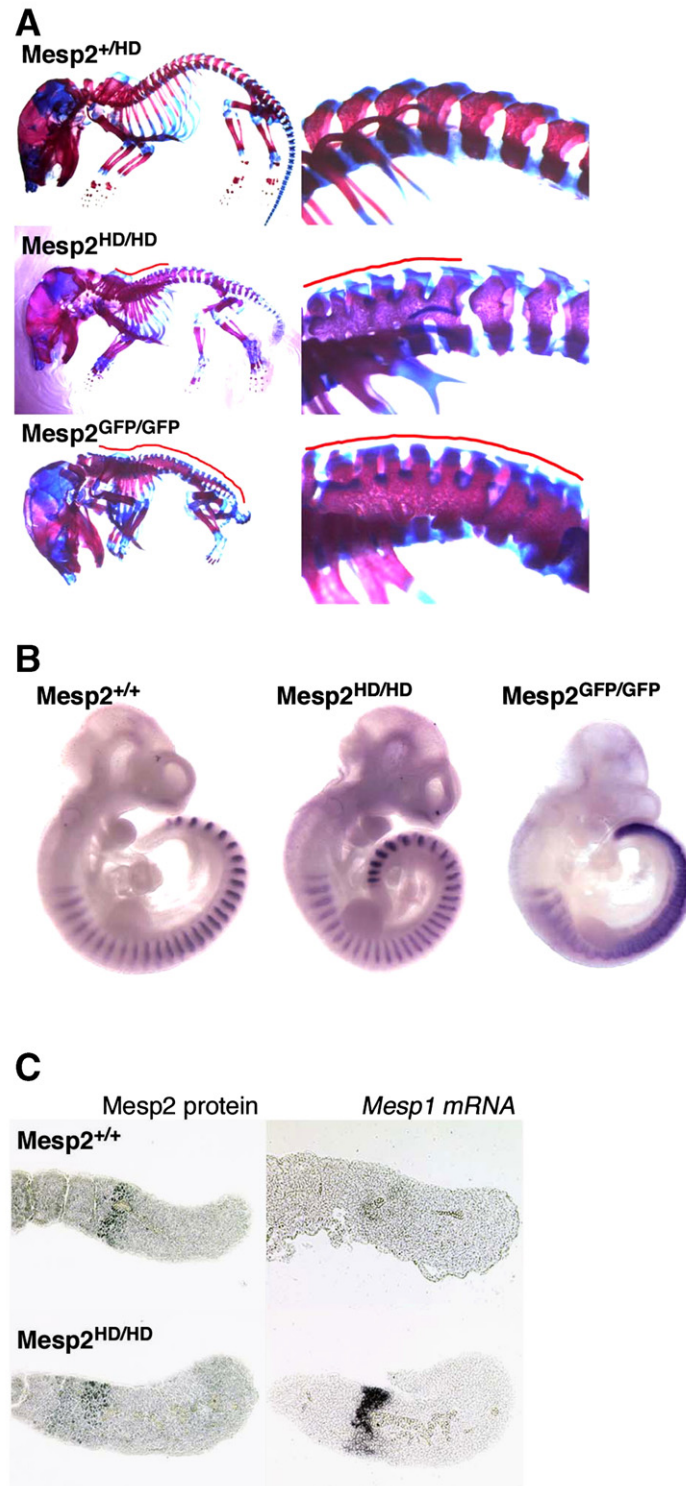 A
Mesp2+/HD
Mesp2HD/HD
Mesp2GFP/GFP
B
Mesp2+/+
Mesp2HD/HD
Mesp2GFP/GFP
C
Mesp2 protein
Mesp1 mRNA
Mesp2+/+
Mesp2HD/HD